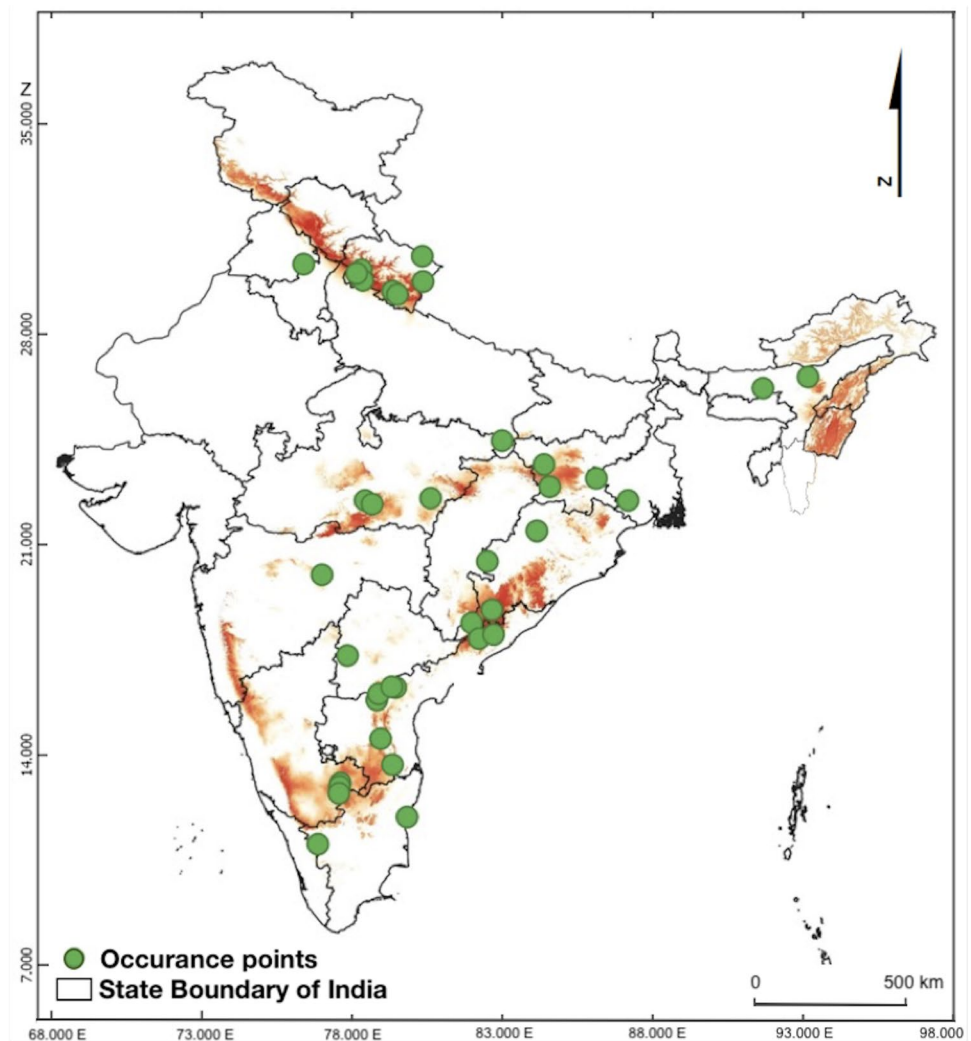 N
35.000
28.000
21.000
14.000
7.000
N
Occurance points
State Boundary of India
0 500 km
68.000 E 73.000 E 78.000 E 83.000 E 88.000 E 93.000 E 98.000